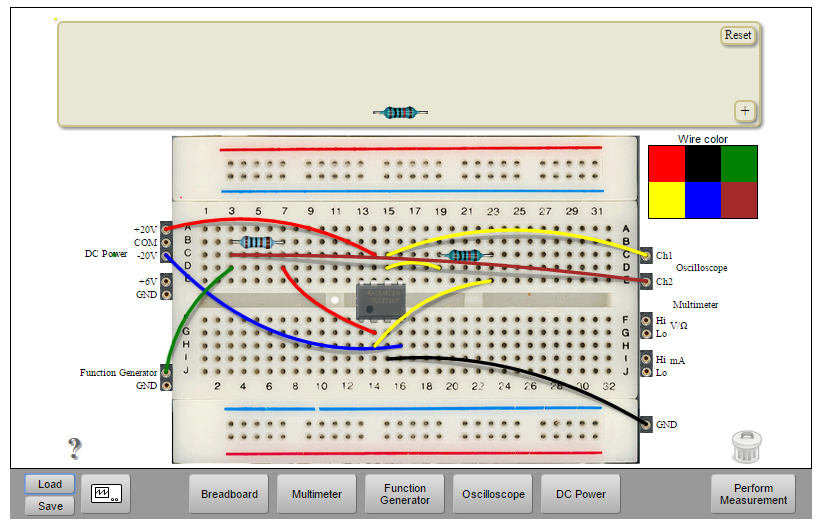 Reset
+
Wire color
1 3 5 7 9 11 13 15 17 19 21 23 25 27 29 31
+20V A A
COM B B Ch1
DC Power -20V C C Oscilloscope
D D Ch2
+6V E E
GND Multimeter
F F Hi V/Ω
G G Lo
H H
I I Hi mA
Function Generator J J Lo
GND 2 4 6 8 10 12 14 16 18 20 22 24 26 28 30 32
GND
?
Load
Save
Breadboard
Multimeter
Function
Generator
Oscilloscope
DC Power
Perform
Measurement